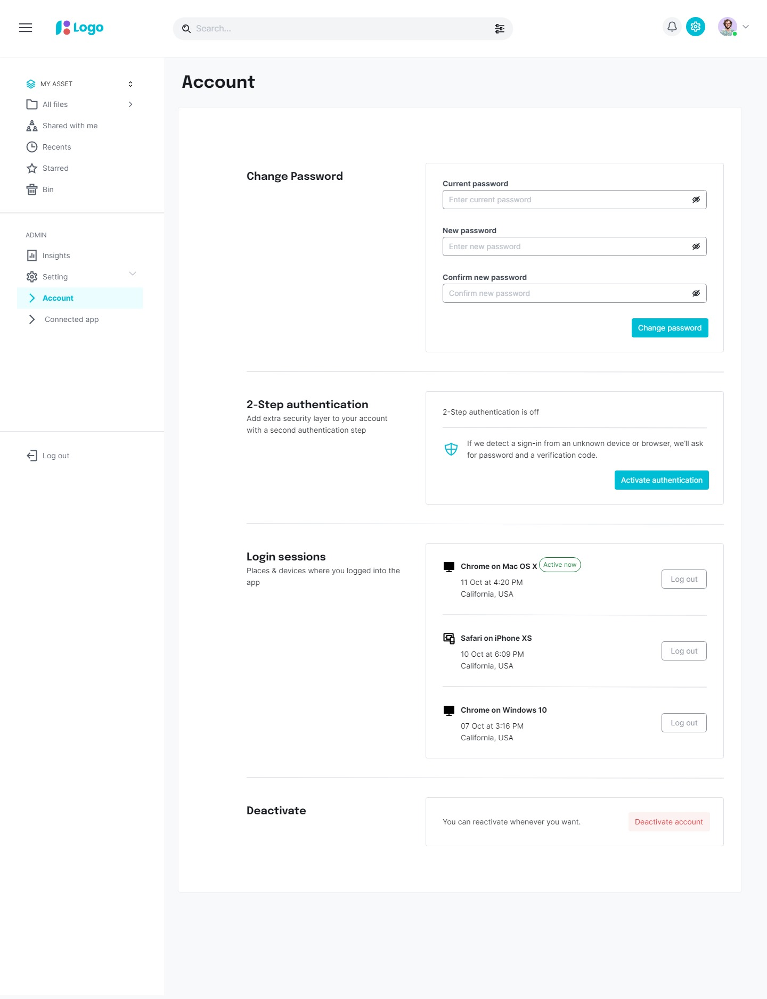 Logo
Search...
MY ASSET
All files
Shared with me
Recents
Starred
Bin
ADMIN
Insights
Setting
Account
Connected app
Log out
Account
Change Password
Current password
Enter current password
New password
Enter new password
Confirm new password
Confirm new password
Change password
2-Step authentication
Add extra security layer to your account
with a second authentication step
2-Step authentication is off
If we detect a sign-in from an unknown device or browser, we'll ask
for password and a verification code.
Activate authentication
Login sessions
Places & devices where you logged into the
app
Chrome on Mac OS X Active now
11 Oct at 4:20 PM
California, USA
Log out
Safari on iPhone XS
10 Oct at 6:09 PM
California, USA
Log out
Chrome on Windows 10
07 Oct at 3:16 PM
California, USA
Log out
Deactivate
You can reactivate whenever you want.
Deactivate account